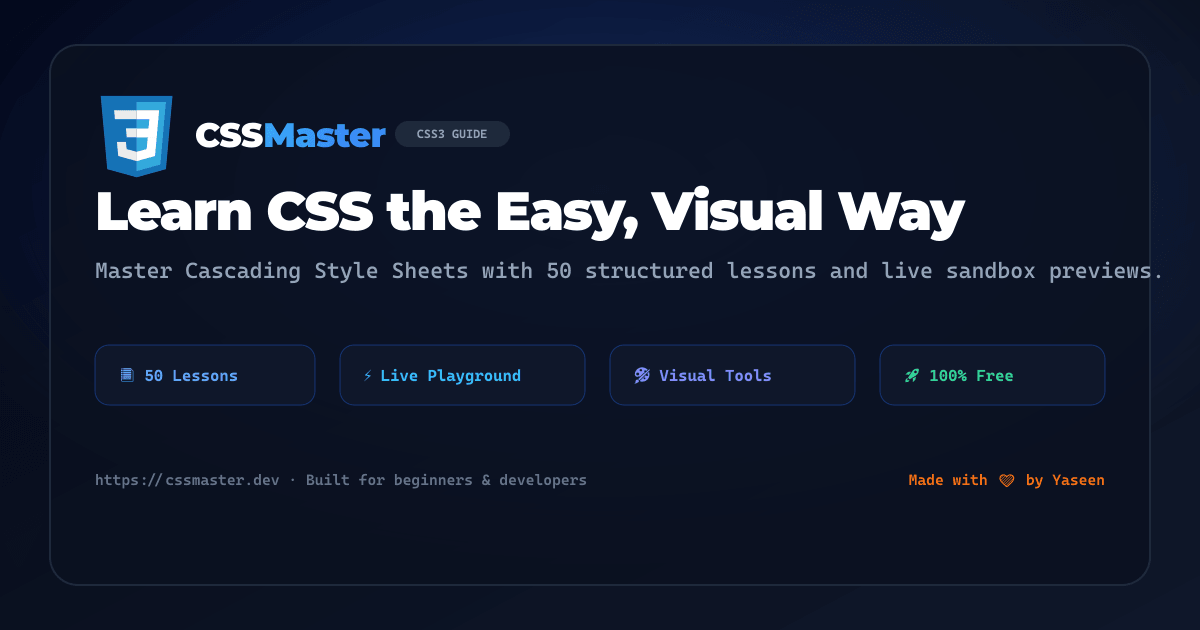 CSSMaster CSS3 GUIDE
Learn CSS the Easy, Visual Way
Master Cascading Style Sheets with 50 structured lessons and live sandbox previews.
50 Lessons
⚡ Live Playground
Visual Tools
100% Free
https://cssmaster.dev · Built for beginners & developers
Made with ♡ by Yaseen